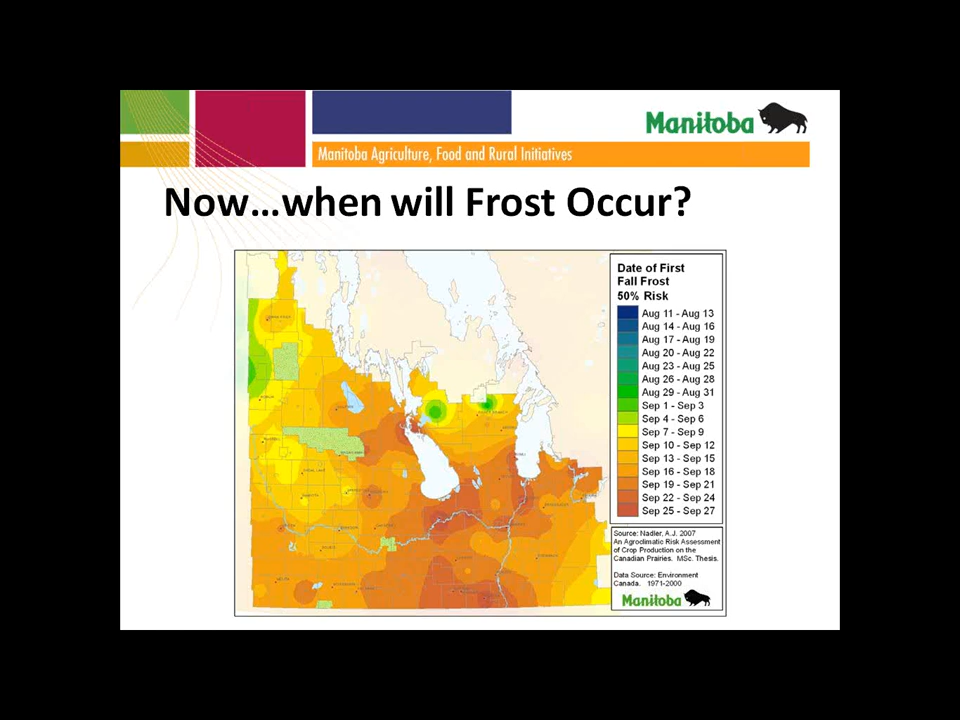 Manitoba
Manitoba Agriculture, Food and Rural Initiatives
Now…when will Frost Occur?
Date of First
Fall Frost
50% Risk
Aug 11 - Aug 13
Aug 14 - Aug 16
Aug 17 - Aug 19
Aug 20 - Aug 22
Aug 23 - Aug 25
Aug 26 - Aug 28
Aug 29 - Aug 31
Sep 1 - Sep 3
Sep 4 - Sep 6
Sep 7 - Sep 9
Sep 10 - Sep 12
Sep 13 - Sep 15
Sep 16 - Sep 18
Sep 19 - Sep 21
Sep 22 - Sep 24
Sep 25 - Sep 27
Source: Nadler, A.J. 2007
An Agroclimatic Risk Assessment
of Crop Production on the
Canadian Prairies. MSc. Thesis.
Data Source: Environment
Canada. 1971-2000
Manitoba